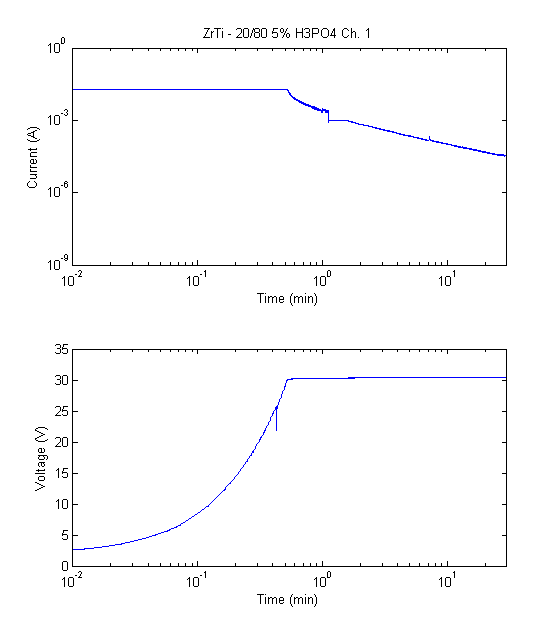 ZrTi - 20/80 5% H3PO4 Ch. 1
10^0
10^-3
10^-6
10^-9
Current (A)
10^-2 10^-1 10^0 10^1
Time (min)
35
30
25
20
15
10
5
0
Voltage (V)
10^-2 10^-1 10^0 10^1
Time (min)